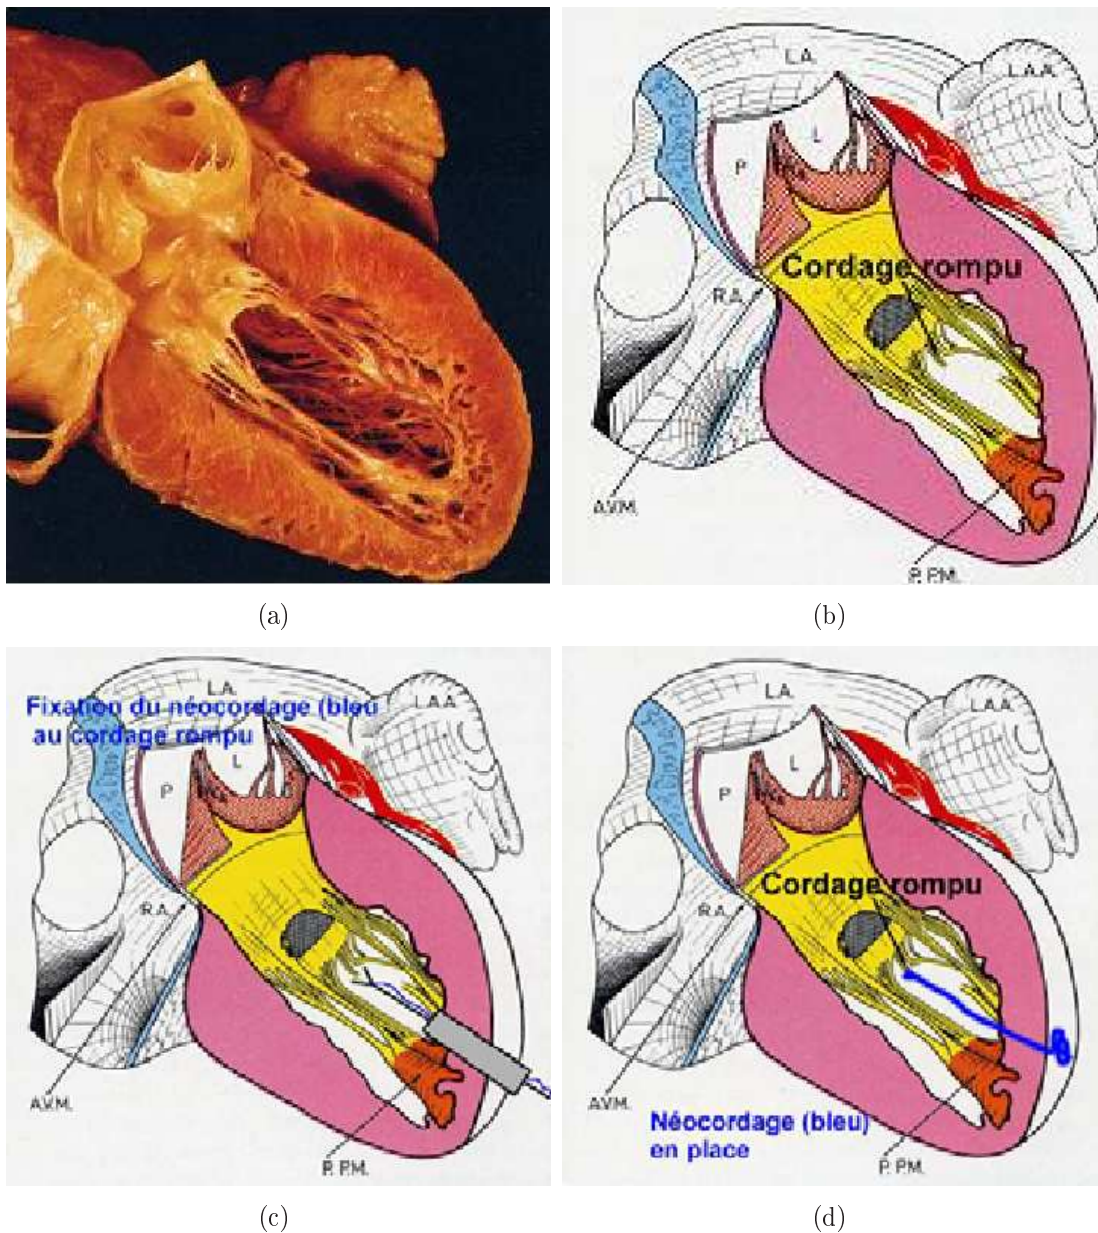 L.A.
L.A.A.
L
P
Cordage rompu
R.A.
A.V.M.
P. P.M.
(a)
(b)
L.A.
Fixation du néocordage (bleu
au cordage rompu
L.A.A.
L
P
R.A.
A.V.M.
P. P.M.
L.A.
L.A.A.
L
P
Cordage rompu
R.A.
A.V.M.
Néocordage (bleu)
en place
P. P.M.
(c)
(d)